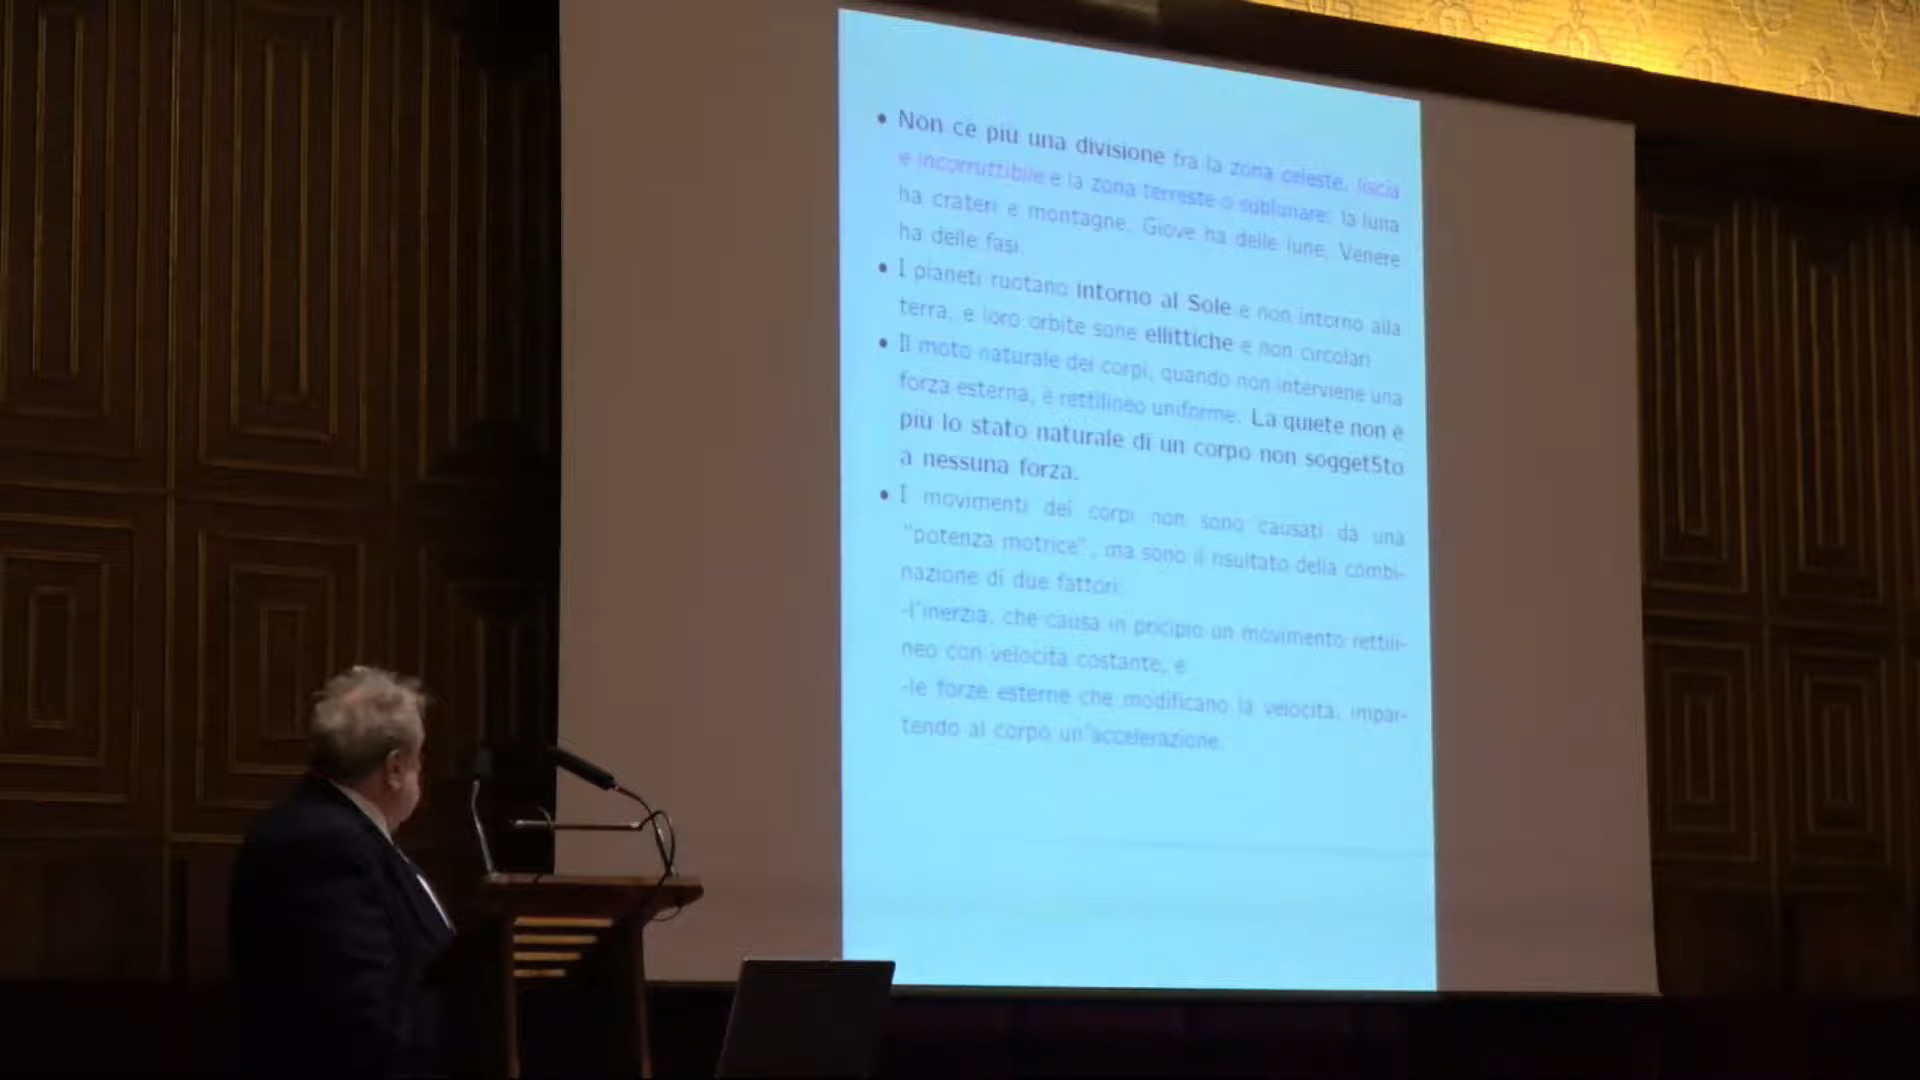 • Non ce più una divisione fra la zona celeste, liscia
e incorruttibile e la zona terreste o sublunare: la luna
ha crateri e montagne. Giove ha delle lune, Venere
ha delle fasi.
• I pianeti ruotano intorno al Sole e non intorno alla
terra, e loro orbite sono ellittiche e non circolari
• Il moto naturale dei corpi, quando non interviene una
forza esterna, è rettilineo uniforme. La quiete non è
più lo stato naturale di un corpo non sogget5to
a nessuna forza.
• I movimenti dei corpi non sono causati da una
“potenza motrice”, ma sono il risultato della combi-
nazione di due fattori:
-l'inerzia, che causa in pricipio un movimento rettili-
neo con velocità costante, e
-le forze esterne che modificano la velocità, impar-
tendo al corpo un'accelerazione.